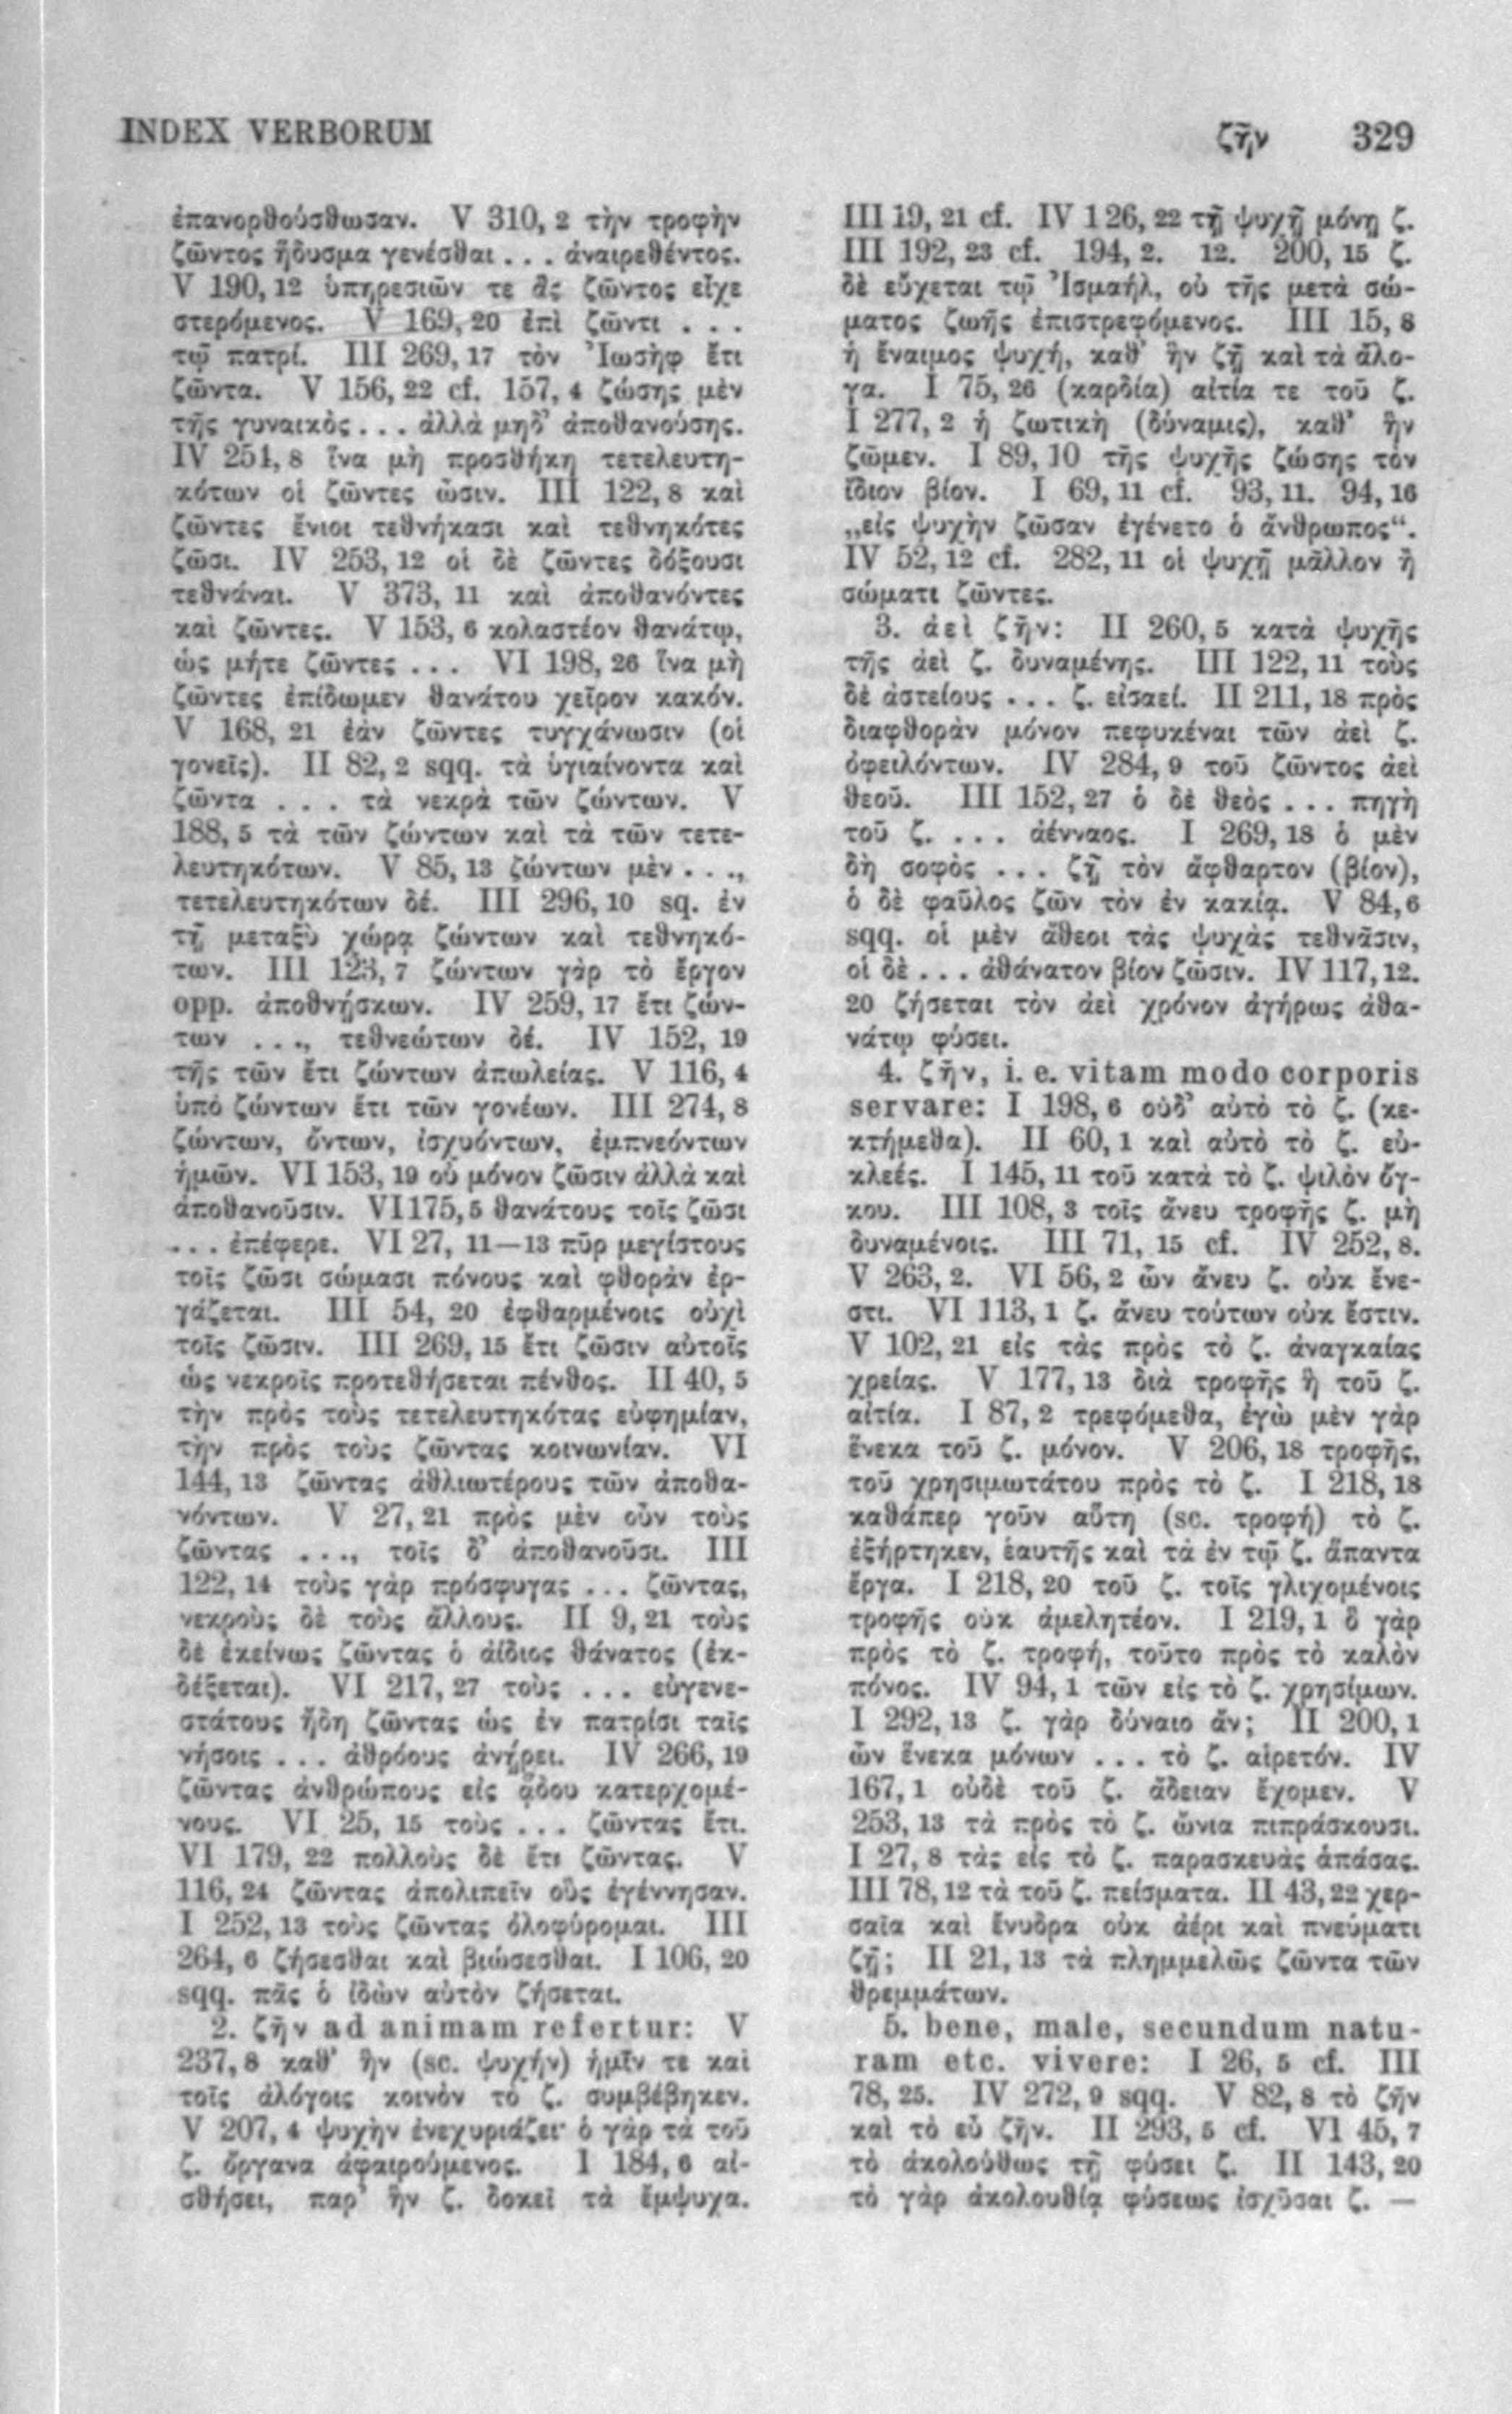 INDEX VERBORUM ζῆν 329
ἐπανορθούσθωσαν. V 310, 2 τὴν τροφὴν
ζῶντος ἥδυσμα γενέσθαι . . . ἀναιρεθέντος.
V 190, 12 ὑπηρεσιῶν τε ἃς ζῶντος εἶχε
στερόμενος. V 169, 20 ἐπὶ ζῶντι . . .
τῷ πατρί. III 269, 17 τὸν Ἰωσὴφ ἔτι
ζῶντα. V 156, 22 cf. 157, 4 ζώσης μὲν
τῆς γυναικὸς . . . ἀλλὰ μηδ’ ἀποθανούσης.
IV 251, 8 ἵνα μὴ προσθήκη τετελευτη-
κότων οἱ ζῶντες ὦσιν. III 122, 8 καὶ
ζῶντες ἔνιοι τεθνήκασι καὶ τεθνηκότες
ζῶσι. IV 253, 12 οἱ δὲ ζῶντες δόξουσι
τεθνάναι. V 373, 11 καὶ ἀποθανόντες
καὶ ζῶντες. V 153, 6 κολαστέον θανάτῳ,
ὡς μήτε ζῶντες . . . VI 198, 26 ἵνα μὴ
ζῶντες ἐπίδωμεν θανάτου χεῖρον κακόν.
V 168, 21 ἐὰν ζῶντες τυγχάνωσιν (οἱ
γονεῖς). II 82, 2 sqq. τὰ ὑγιαίνοντα καὶ
ζῶντα . . . τὰ νεκρὰ τῶν ζώντων. V
188, 5 τὰ τῶν ζώντων καὶ τὰ τῶν τετε-
λευτηκότων. V 85, 13 ζώντων μὲν . . .,
τετελευτηκότων δέ. III 296, 10 sq. ἐν
τῇ μεταξὺ χώρᾳ ζώντων καὶ τεθνηκό-
των. III 123, 7 ζώντων γὰρ τὸ ἔργον
opp. ἀποθνῄσκων. IV 259, 17 ἔτι ζών-
των . . ., τεθνεώτων δέ. IV 152, 19
τῆς τῶν ἔτι ζώντων ἀπωλείας. V 116, 4
ὑπὸ ζώντων ἔτι τῶν γονέων. III 274, 8
ζώντων, ὄντων, ἰσχυόντων, ἐμπνεόντων
ἡμῶν. VI 153, 19 οὐ μόνον ζῶσιν ἀλλὰ καὶ
ἀποθανοῦσιν. VI 175, 5 θανάτους τοῖς ζῶσι
. . . ἐπέφερε. VI 27, 11—13 πῦρ μεγίστους
τοῖς ζῶσι σώμασι πόνους καὶ φθορὰν ἐρ-
γάζεται. III 54, 20 ἐφθαρμένοις οὐχὶ
τοῖς ζῶσιν. III 269, 15 ἔτι ζῶσιν αὐτοῖς
ὡς νεκροῖς προτεθήσεται πένθος. II 40, 5
τὴν πρὸς τοὺς τετελευτηκότας εὐφημίαν,
τὴν πρὸς τοὺς ζῶντας κοινωνίαν. VI
144, 13 ζῶντας ἀθλιωτέρους τῶν ἀποθα-
νόντων. V 27, 21 πρὸς μὲν οὖν τοὺς
ζῶντας . . ., τοῖς δ’ ἀποθανοῦσι. III
122, 14 τοὺς γὰρ πρόσφυγας . . . ζῶντας,
νεκροὺς δὲ τοὺς ἄλλους. II 9, 21 τοὺς
δὲ ἐκείνως ζῶντας ὁ ἀίδιος θάνατος (ἐκ-
δέξεται). VI 217, 27 τοὺς . . . εὐγενε-
στάτους ἤδη ζῶντας ὡς ἐν πατρίσι ταῖς
νήσοις . . . ἀθρόους ἀνῄρει. IV 266, 19
ζῶντας ἀνθρώπους εἰς ᾅδου κατερχομέ-
νους. VI 25, 15 τοὺς . . . ζῶντας ἔτι.
VI 179, 22 πολλοὺς δὲ ἔτι ζῶντας. V
116, 24 ζῶντας ἀπολιπεῖν οὓς ἐγέννησαν.
I 252, 13 τοὺς ζῶντας ὀλοφύρομαι. III
264, 6 ζήσεσθαι καὶ βιώσεσθαι. I 106, 20
sqq. πᾶς ὁ ἰδὼν αὐτὸν ζήσεται.
2. ζῆν ad animam refertur: V
237, 8 καθ’ ἣν (sc. ψυχήν) ἡμῖν τε καὶ
τοῖς ἀλόγοις κοινὸν τὸ ζ. συμβέβηκεν.
V 207, 4 ψυχὴν ἐνεχυριάζει· ὁ γὰρ τὰ τοῦ
ζ. ὄργανα ἀφαιρούμενος. I 184, 6 αἰ-
σθήσει, παρ’ ἣν ζ. δοκεῖ τὰ ἔμψυχα.
III 19, 21 cf. IV 126, 22 τῇ ψυχῇ μόνῃ ζ.
III 192, 23 cf. 194, 2. 12. 200, 15 ζ.
δὲ εὔχεται τῷ Ἰσμαήλ, οὐ τῆς μετὰ σώ-
ματος ζωῆς ἐπιστρεφόμενος. III 15, 8
ἡ ἔναιμος ψυχή, καθ’ ἣν ζῇ καὶ τὰ ἄλο-
γα. I 75, 26 (καρδία) αἰτία τε τοῦ ζ.
I 277, 2 ἡ ζωτικὴ (δύναμις), καθ’ ἣν
ζῶμεν. I 89, 10 τῆς ψυχῆς ζώσης τὸν
ἴδιον βίον. I 69, 11 cf. 93, 11. 94, 16
„εἰς ψυχὴν ζῶσαν ἐγένετο ὁ ἄνθρωπος“.
IV 52, 12 cf. 282, 11 οἱ ψυχῇ μᾶλλον ἢ
σώματι ζῶντες.
3. ἀεὶ ζῆν: II 260, 5 κατὰ ψυχῆς
τῆς ἀεὶ ζ. δυναμένης. III 122, 11 τοὺς
δὲ ἀστείους . . . ζ. εἰσαεί. II 211, 18 πρὸς
διαφθορὰν μόνον πεφυκέναι τῶν ἀεὶ ζ.
ὀφειλόντων. IV 284, 9 τοῦ ζῶντος ἀεὶ
θεοῦ. III 152, 27 ὁ δὲ θεὸς . . . πηγὴ
τοῦ ζ. . . . ἀένναος. I 269, 18 ὁ μὲν
δὴ σοφὸς . . . ζῇ τὸν ἄφθαρτον (βίον),
ὁ δὲ φαῦλος ζῶν τὸν ἐν κακίᾳ. V 84, 6
sqq. οἱ μὲν ἄθεοι τὰς ψυχὰς τεθνᾶσιν,
οἱ δὲ . . . ἀθάνατον βίον ζῶσιν. IV 117, 12.
20 ζήσεται τὸν ἀεὶ χρόνον ἀγήρως ἀθα-
νάτῳ φύσει.
4. ζῆν, i. e. vitam modo corporis
servare: I 198, 6 οὐδ’ αὐτὸ τὸ ζ. (κε-
κτήμεθα). II 60, 1 καὶ αὐτὸ τὸ ζ. εὐ-
κλεές. I 145, 11 τοῦ κατὰ τὸ ζ. ψιλὸν ὄγ-
κου. III 108, 3 τοῖς ἄνευ τροφῆς ζ. μὴ
δυναμένοις. III 71, 15 cf. IV 252, 8.
V 263, 2. VI 56, 2 ὧν ἄνευ ζ. οὐκ ἔνε-
στι. VI 113, 1 ζ. ἄνευ τούτων οὐκ ἔστιν.
V 102, 21 εἰς τὰς πρὸς τὸ ζ. ἀναγκαίας
χρείας. V 177, 13 διὰ τροφῆς ἣ τοῦ ζ.
αἰτία. I 87, 2 τρεφόμεθα, ἐγὼ μὲν γὰρ
ἕνεκα τοῦ ζ. μόνον. V 206, 18 τροφῆς,
τοῦ χρησιμωτάτου πρὸς τὸ ζ. I 218, 18
καθάπερ γοῦν αὕτη (sc. τροφή) τὸ ζ.
ἐξήρτηκεν, ἑαυτῆς καὶ τὰ ἐν τῷ ζ. ἅπαντα
ἔργα. I 218, 20 τοῦ ζ. τοῖς γλιχομένοις
τροφῆς οὐκ ἀμελητέον. I 219, 1 ὃ γὰρ
πρὸς τὸ ζ. τροφή, τοῦτο πρὸς τὸ καλὸν
πόνος. IV 94, 1 τῶν εἰς τὸ ζ. χρησίμων.
I 292, 13 ζ. γὰρ δύναιο ἄν; II 200, 1
ὧν ἕνεκα μόνων . . . τὸ ζ. αἱρετόν. IV
167, 1 οὐδὲ τοῦ ζ. ἄδειαν ἔχομεν. V
253, 13 τὰ πρὸς τὸ ζ. ὤνια πιπράσκουσι.
I 27, 8 τὰς εἰς τὸ ζ. παρασκευὰς ἁπάσας.
III 78, 12 τὰ τοῦ ζ. πείσματα. II 43, 22 χερ-
σαῖα καὶ ἔνυδρα οὐκ ἀέρι καὶ πνεύματι
ζῇ; II 21, 13 τὰ πλημμελῶς ζῶντα τῶν
θρεμμάτων.
5. bene, male, secundum natu-
ram etc. vivere: I 26, 5 cf. III
78, 25. IV 272, 9 sqq. V 82, 8 τὸ ζῆν
καὶ τὸ εὖ ζῆν. II 293, 5 cf. VI 45, 7
τὸ ἀκολούθως τῇ φύσει ζ. II 143, 20
τὸ γὰρ ἀκολουθίᾳ φύσεως ἰσχῦσαι ζ. —